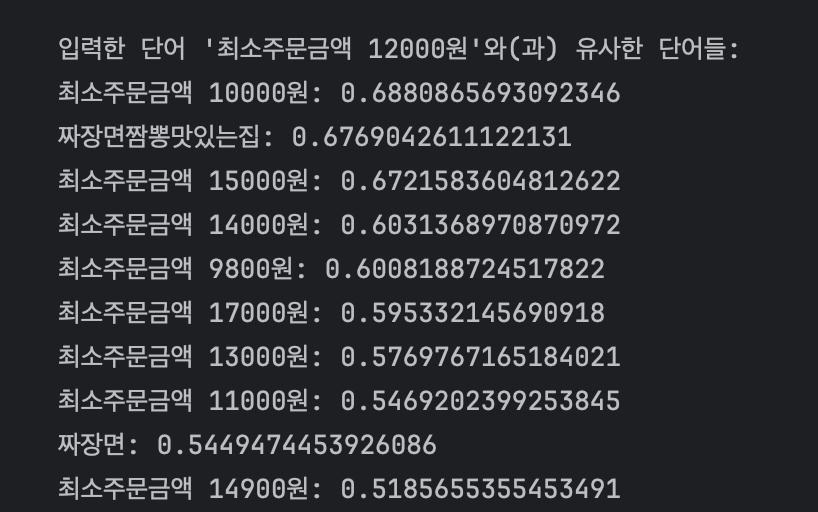 입력한 단어 '최소주문금액 12000원'와(과) 유사한 단어들:
최소주문금액 10000원: 0.6880865693092346
짜장면짬뽕맛있는집: 0.6769042611122131
최소주문금액 15000원: 0.6721583604812622
최소주문금액 14000원: 0.6031368970870972
최소주문금액 9800원: 0.6008188724517822
최소주문금액 17000원: 0.595332145690918
최소주문금액 13000원: 0.5769767165184021
최소주문금액 11000원: 0.5469202399253845
짜장면: 0.5449474453926086
최소주문금액 14900원: 0.5185655355453491